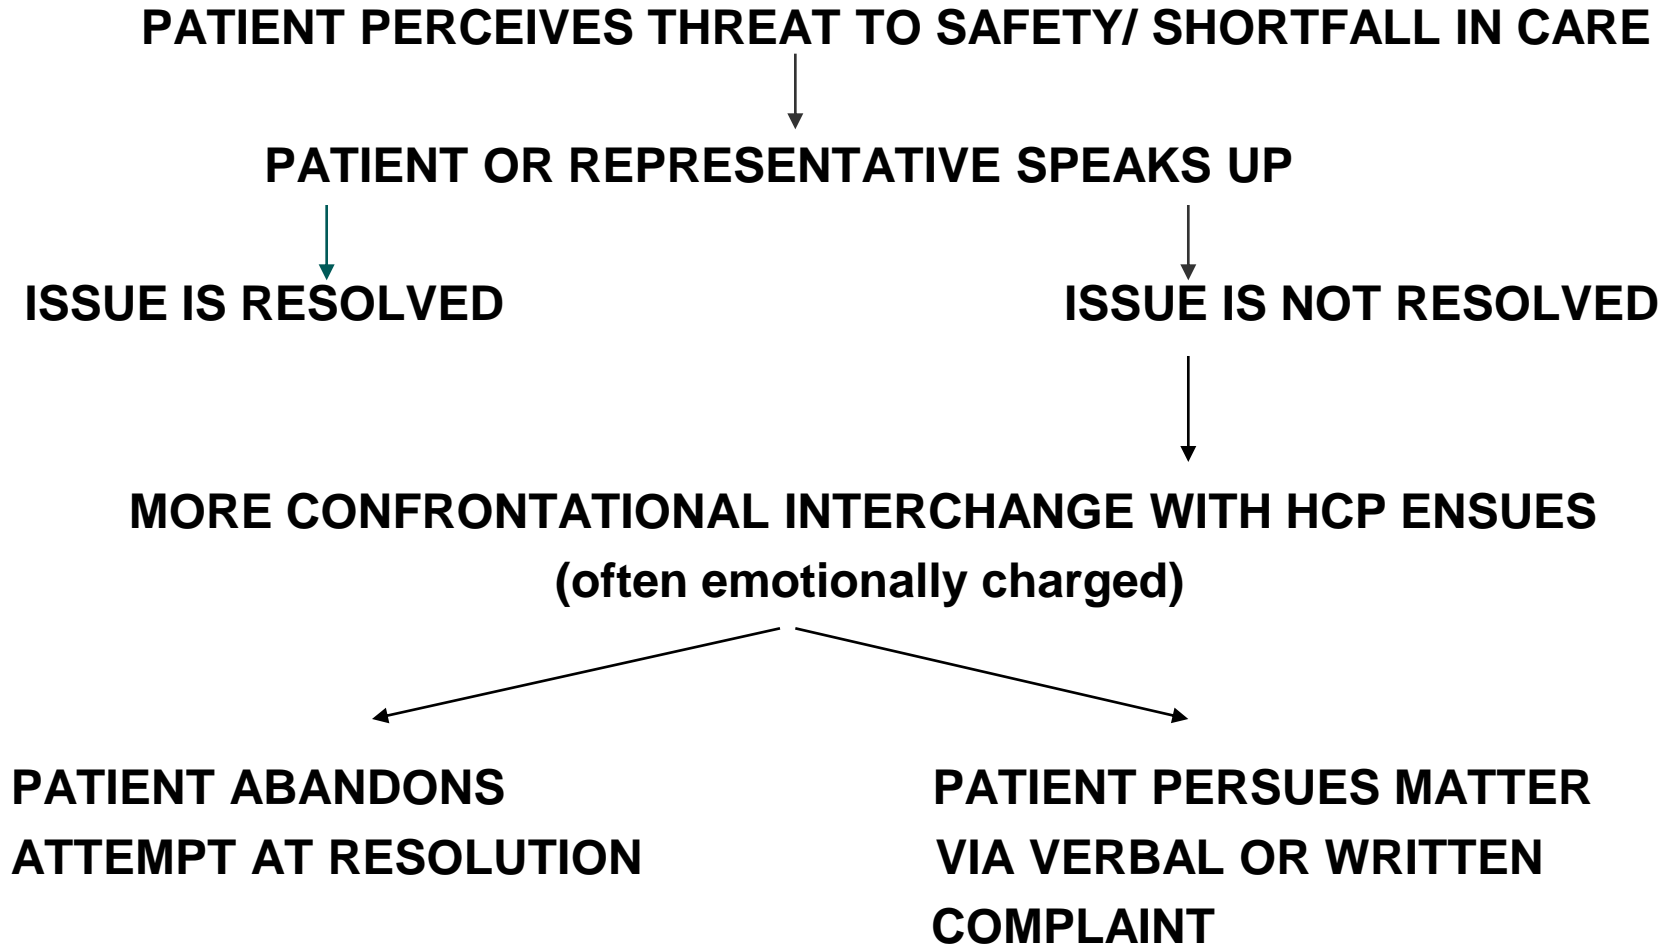 PATIENT PERCEIVES THREAT TO SAFETY/ SHORTFALL IN CARE
PATIENT OR REPRESENTATIVE SPEAKS UP
ISSUE IS RESOLVED
ISSUE IS NOT RESOLVED
MORE CONFRONTATIONAL INTERCHANGE WITH HCP ENSUES
(often emotionally charged)
PATIENT ABANDONS
ATTEMPT AT RESOLUTION
PATIENT PERSUES MATTER
VIA VERBAL OR WRITTEN
COMPLAINT